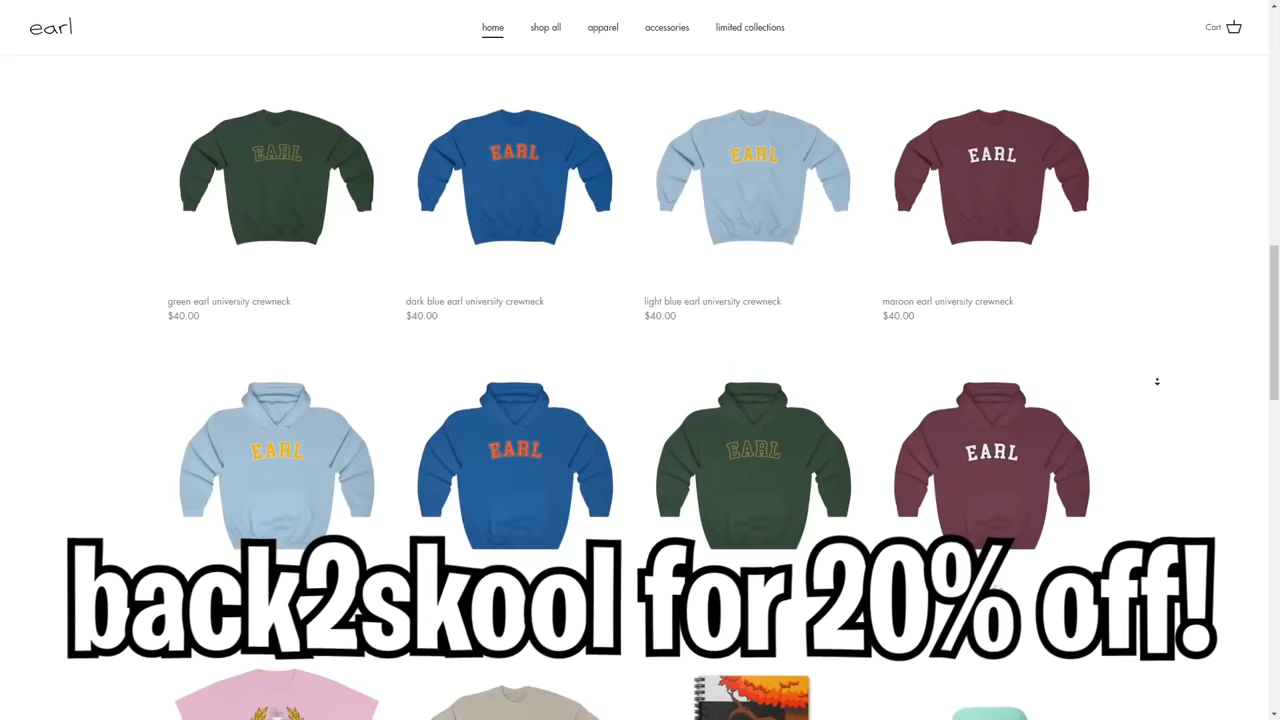 earl
home
shop all
apparel
accessories
limited collections
Cart
EARL
EARL
EARL
EARL
green earl university crewneck
$40.00
dark blue earl university crewneck
$40.00
light blue earl university crewneck
$40.00
maroon earl university crewneck
$40.00
EARL
EARL
EARL
EARL
back2skool for 20% off!